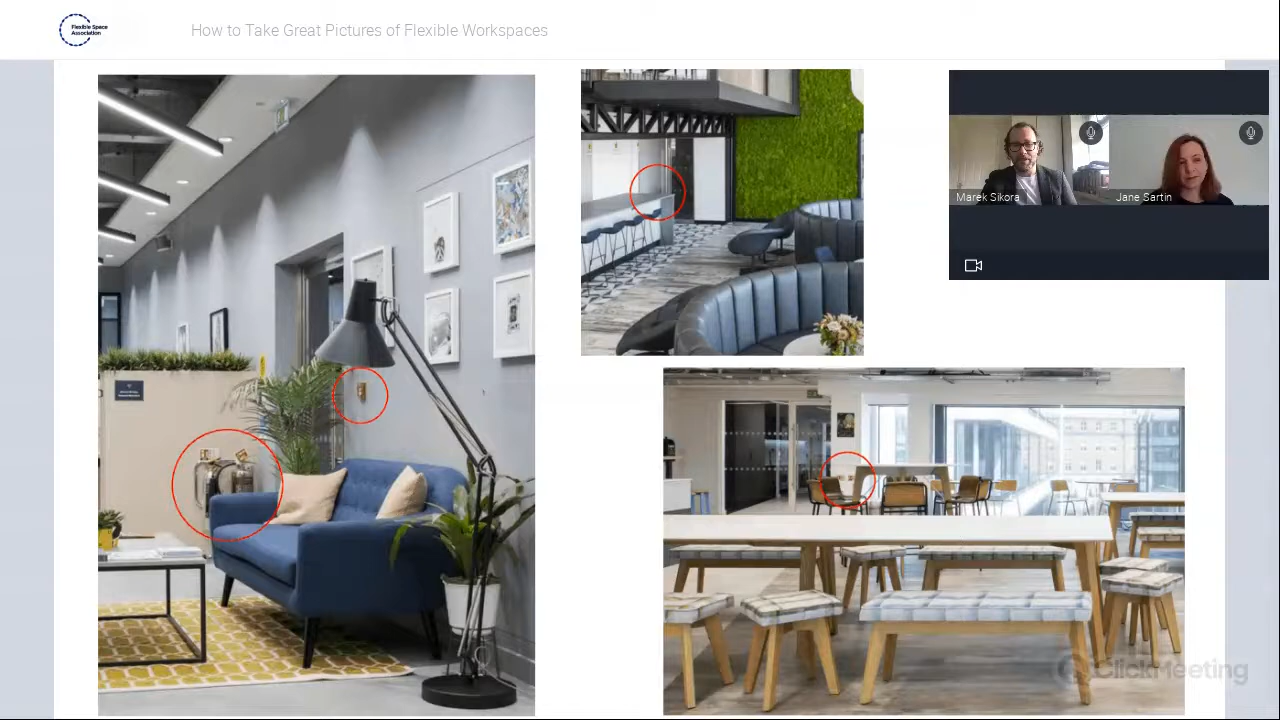 Flexible Space
Association
How to Take Great Pictures of Flexible Workspaces
Marek Sikora
Jane Sartin
ClickMeeting